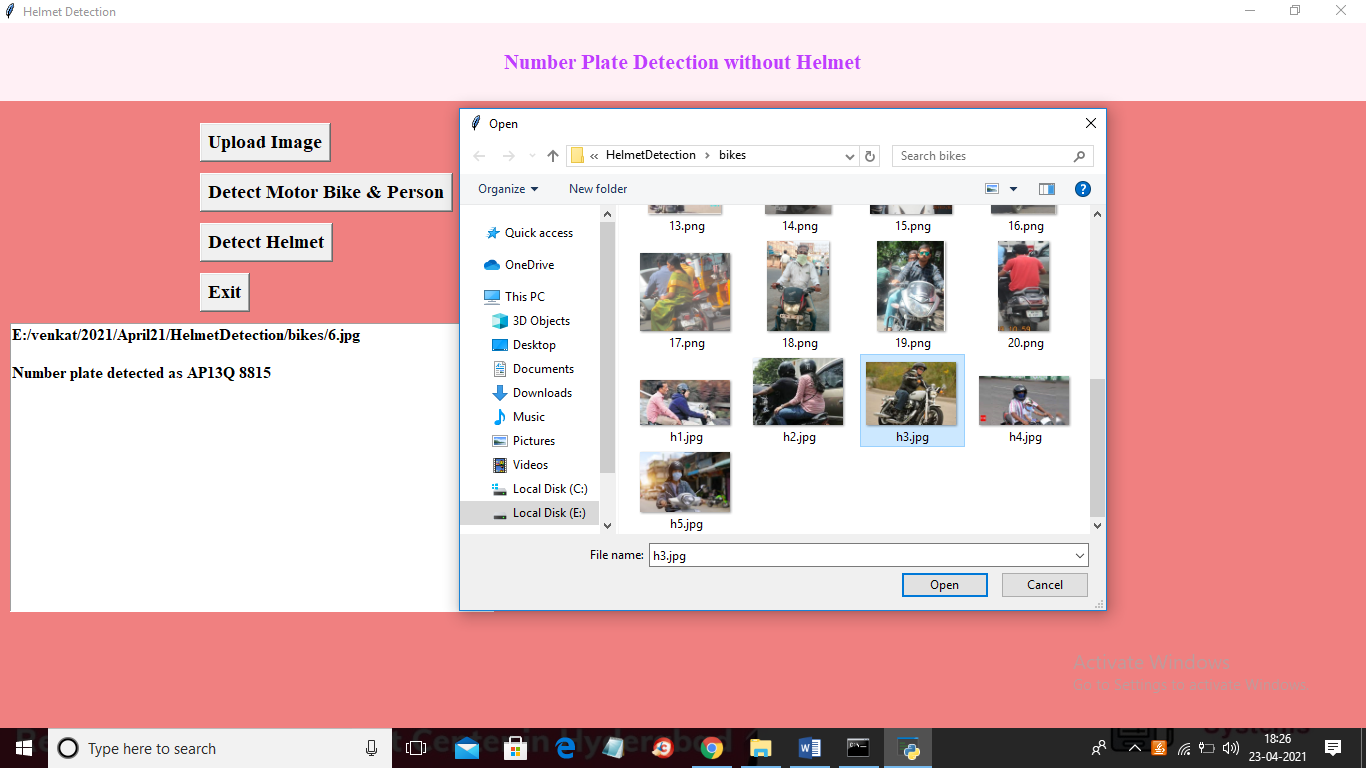 Helmet Detection
Number Plate Detection without Helmet
Upload Image
Detect Motor Bike & Person
Detect Helmet
Exit
E:/venkat/2021/April21/HelmetDetection/bikes/6.jpg
Number plate detected as AP13Q 8815
Open
« HelmetDetection › bikes
Search bikes
Organize
New folder
Quick access
OneDrive
This PC
3D Objects
Desktop
Documents
Downloads
Music
Pictures
Videos
Local Disk (C:)
Local Disk (E:)
13.png 14.png 15.png 16.png
17.png 18.png 19.png 20.png
h1.jpg h2.jpg h3.jpg h4.jpg
h5.jpg
File name: h3.jpg
Open Cancel
Activate Windows
Go to Settings to activate Windows.
Type here to search
Center in Hyderabad
Systems
18:26
23-04-2021